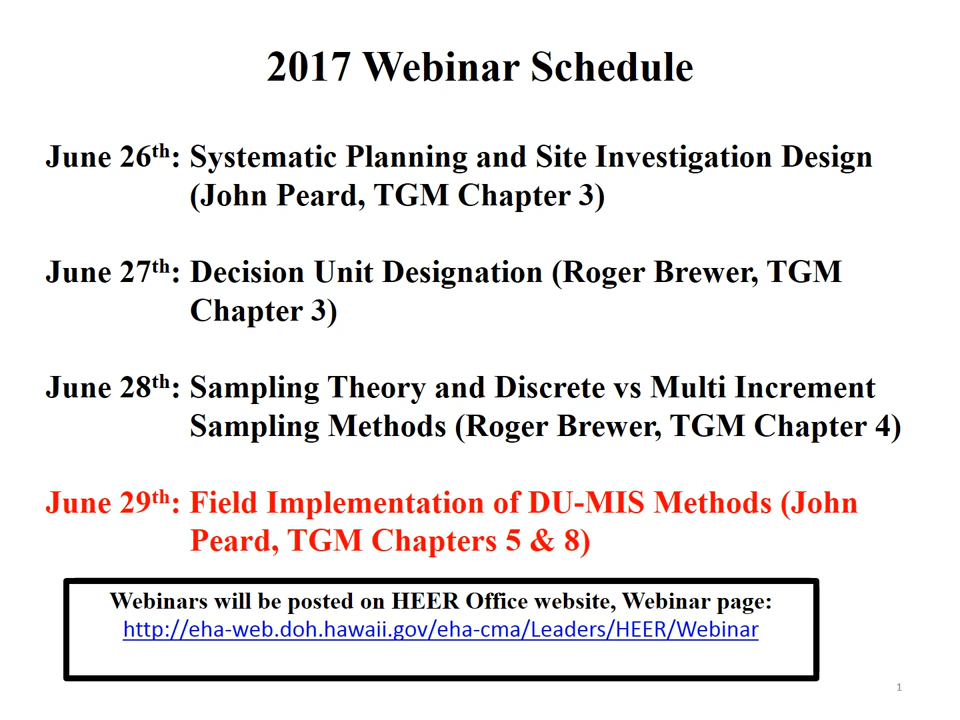 2017 Webinar Schedule
June 26th: Systematic Planning and Site Investigation Design
(John Peard, TGM Chapter 3)
June 27th: Decision Unit Designation (Roger Brewer, TGM
Chapter 3)
June 28th: Sampling Theory and Discrete vs Multi Increment
Sampling Methods (Roger Brewer, TGM Chapter 4)
June 29th: Field Implementation of DU-MIS Methods (John
Peard, TGM Chapters 5 & 8)
Webinars will be posted on HEER Office website, Webinar page:
http://eha-web.doh.hawaii.gov/eha-cma/Leaders/HEER/Webinar
1